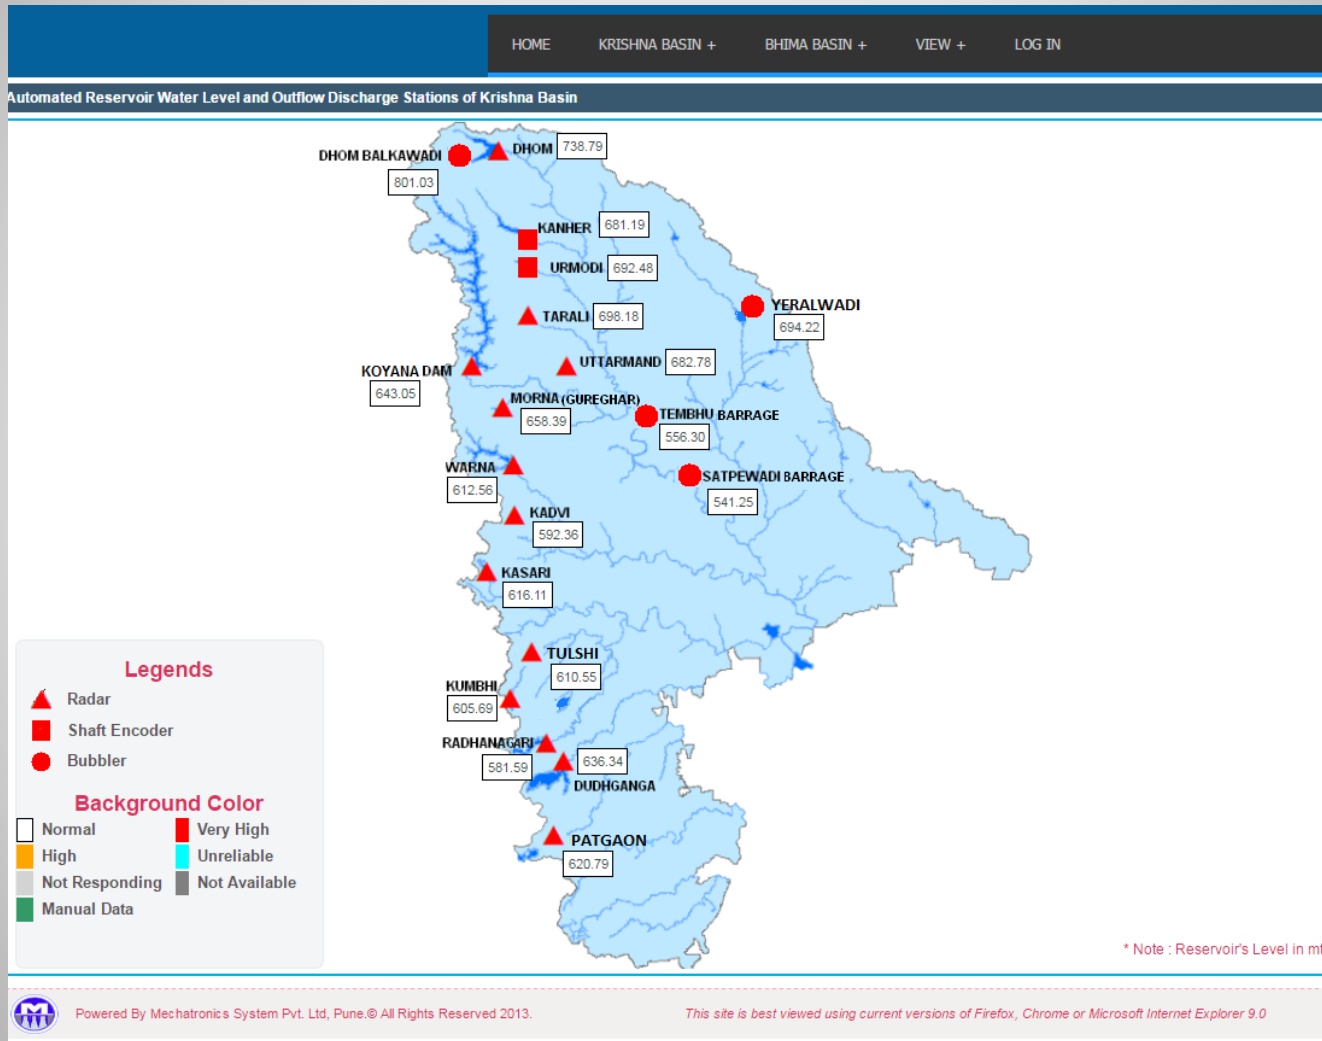 HOME KRISHNA BASIN + BHIMA BASIN + VIEW + LOG IN
Automated Reservoir Water Level and Outflow Discharge Stations of Krishna Basin
DHOM BALKAWADI
801.03
DHOM 738.79
KANHER 681.19
URMODI 692.48
TARALI 698.18
YERALWADI
694.22
UTTARMAND 682.78
KOYANA DAM
643.05
MORNA (GUREGHAR)
658.39
TEMBHU BARRAGE
556.30
WARNA
612.56
SATPEWADI BARRAGE
541.25
KADVI
592.36
KASARI
616.11
TULSHI
610.55
KUMBHI
605.69
RADHANAGARI
581.59
636.34
DUDHGANGA
PATGAON
620.79
Legends
Radar
Shaft Encoder
Bubbler
Background Color
Normal Very High
High Unreliable
Not Responding Not Available
Manual Data
* Note : Reservoir's Level in mt
Powered By Mechatronics System Pvt. Ltd, Pune.© All Rights Reserved 2013.
This site is best viewed using current versions of Firefox, Chrome or Microsoft Internet Explorer 9.0